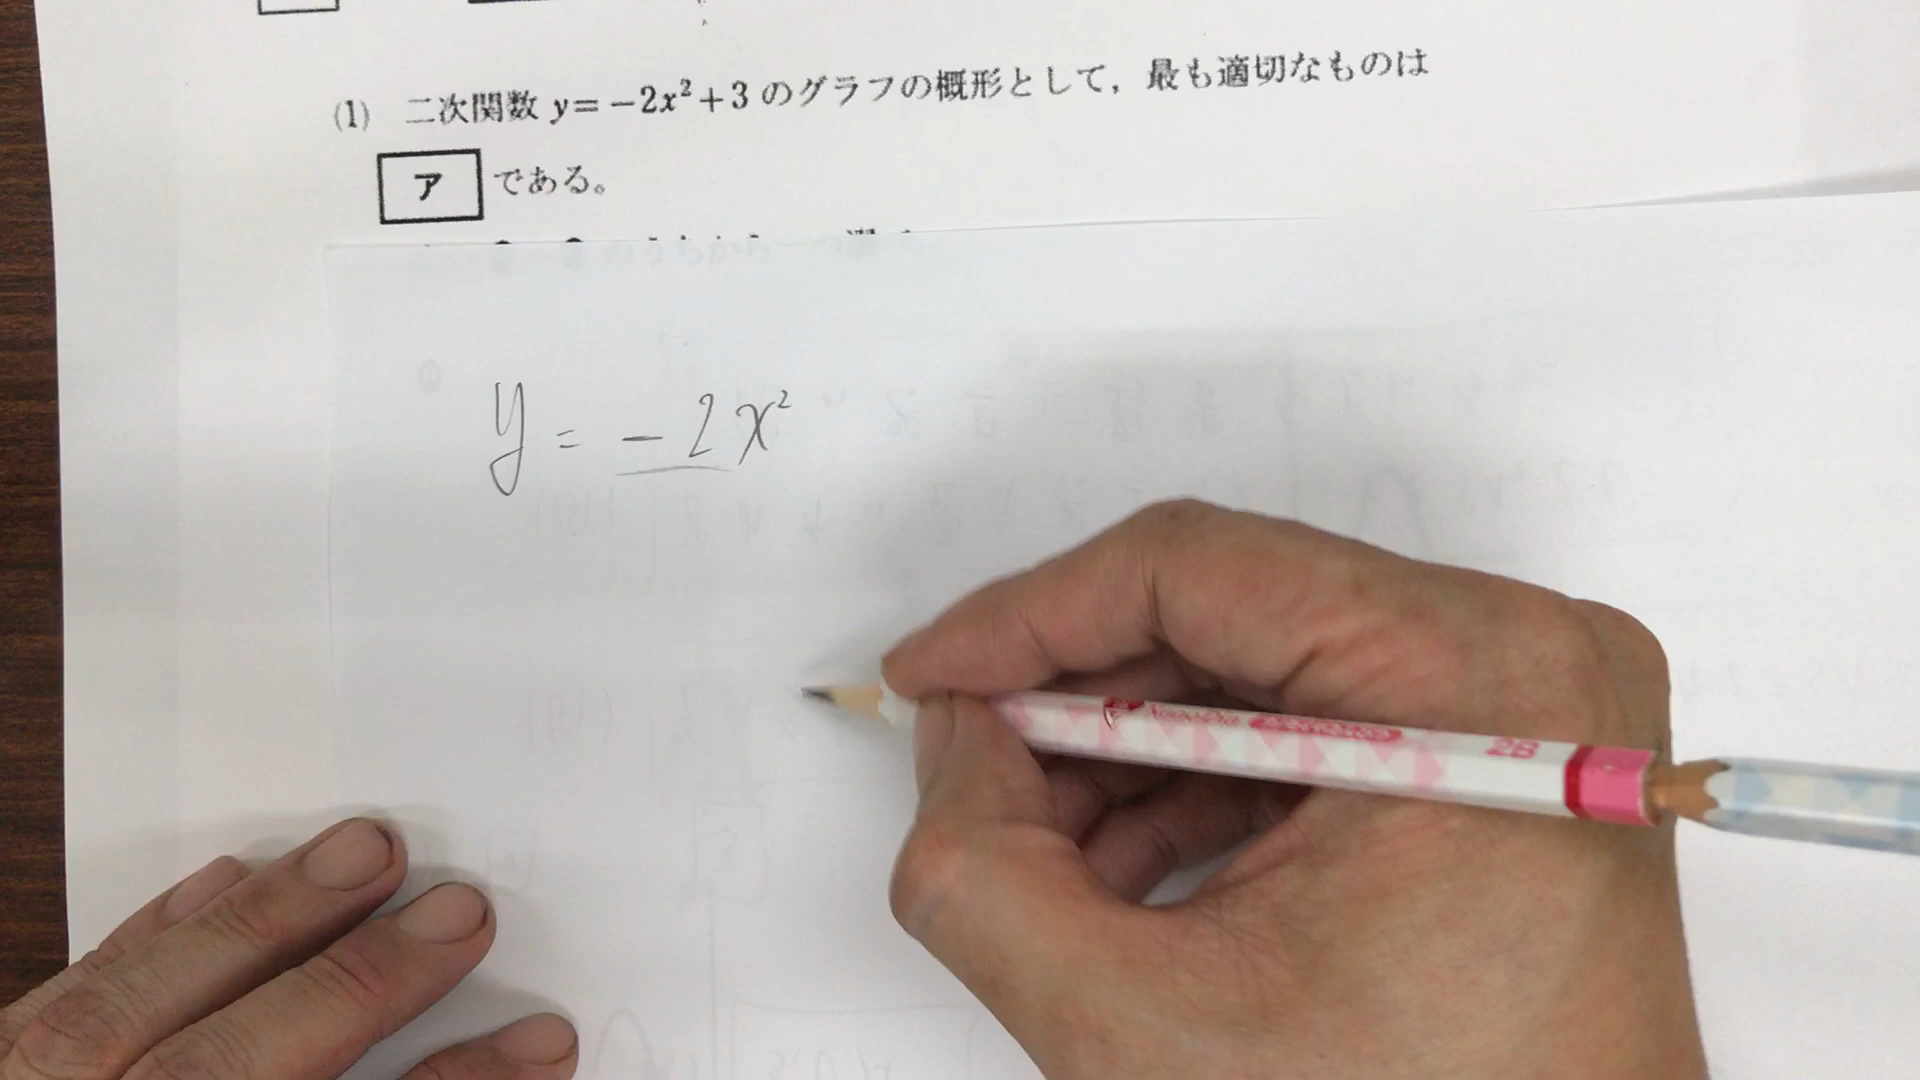 (1) 二次関数 y=−2x²+3 のグラフの概形として，最も適切なものは
ア である。
y = −2x²
2B